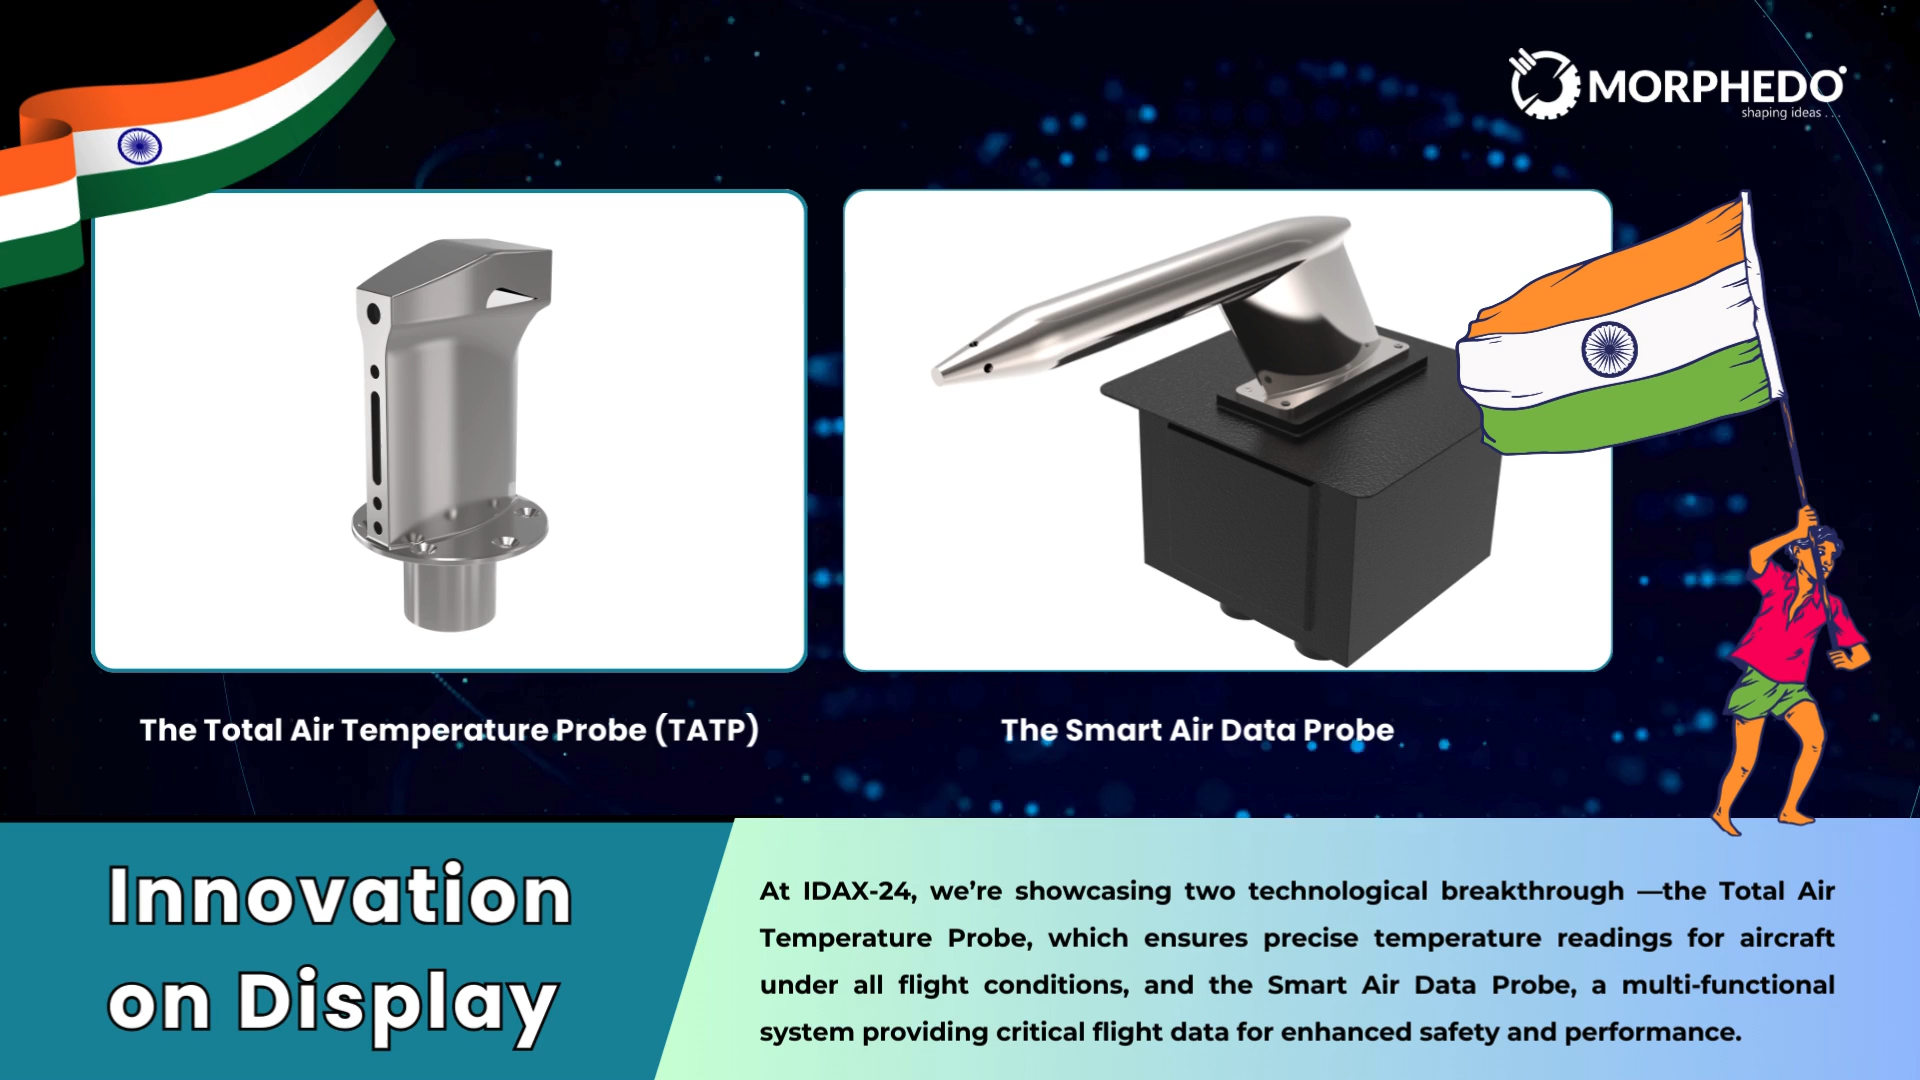 MORPHEDO
shaping ideas . . .
The Total Air Temperature Probe (TATP)
The Smart Air Data Probe
Innovation
on Display
At IDAX-24, we’re showcasing two technological breakthrough —the Total Air
Temperature Probe, which ensures precise temperature readings for aircraft
under all flight conditions, and the Smart Air Data Probe, a multi-functional
system providing critical flight data for enhanced safety and performance.